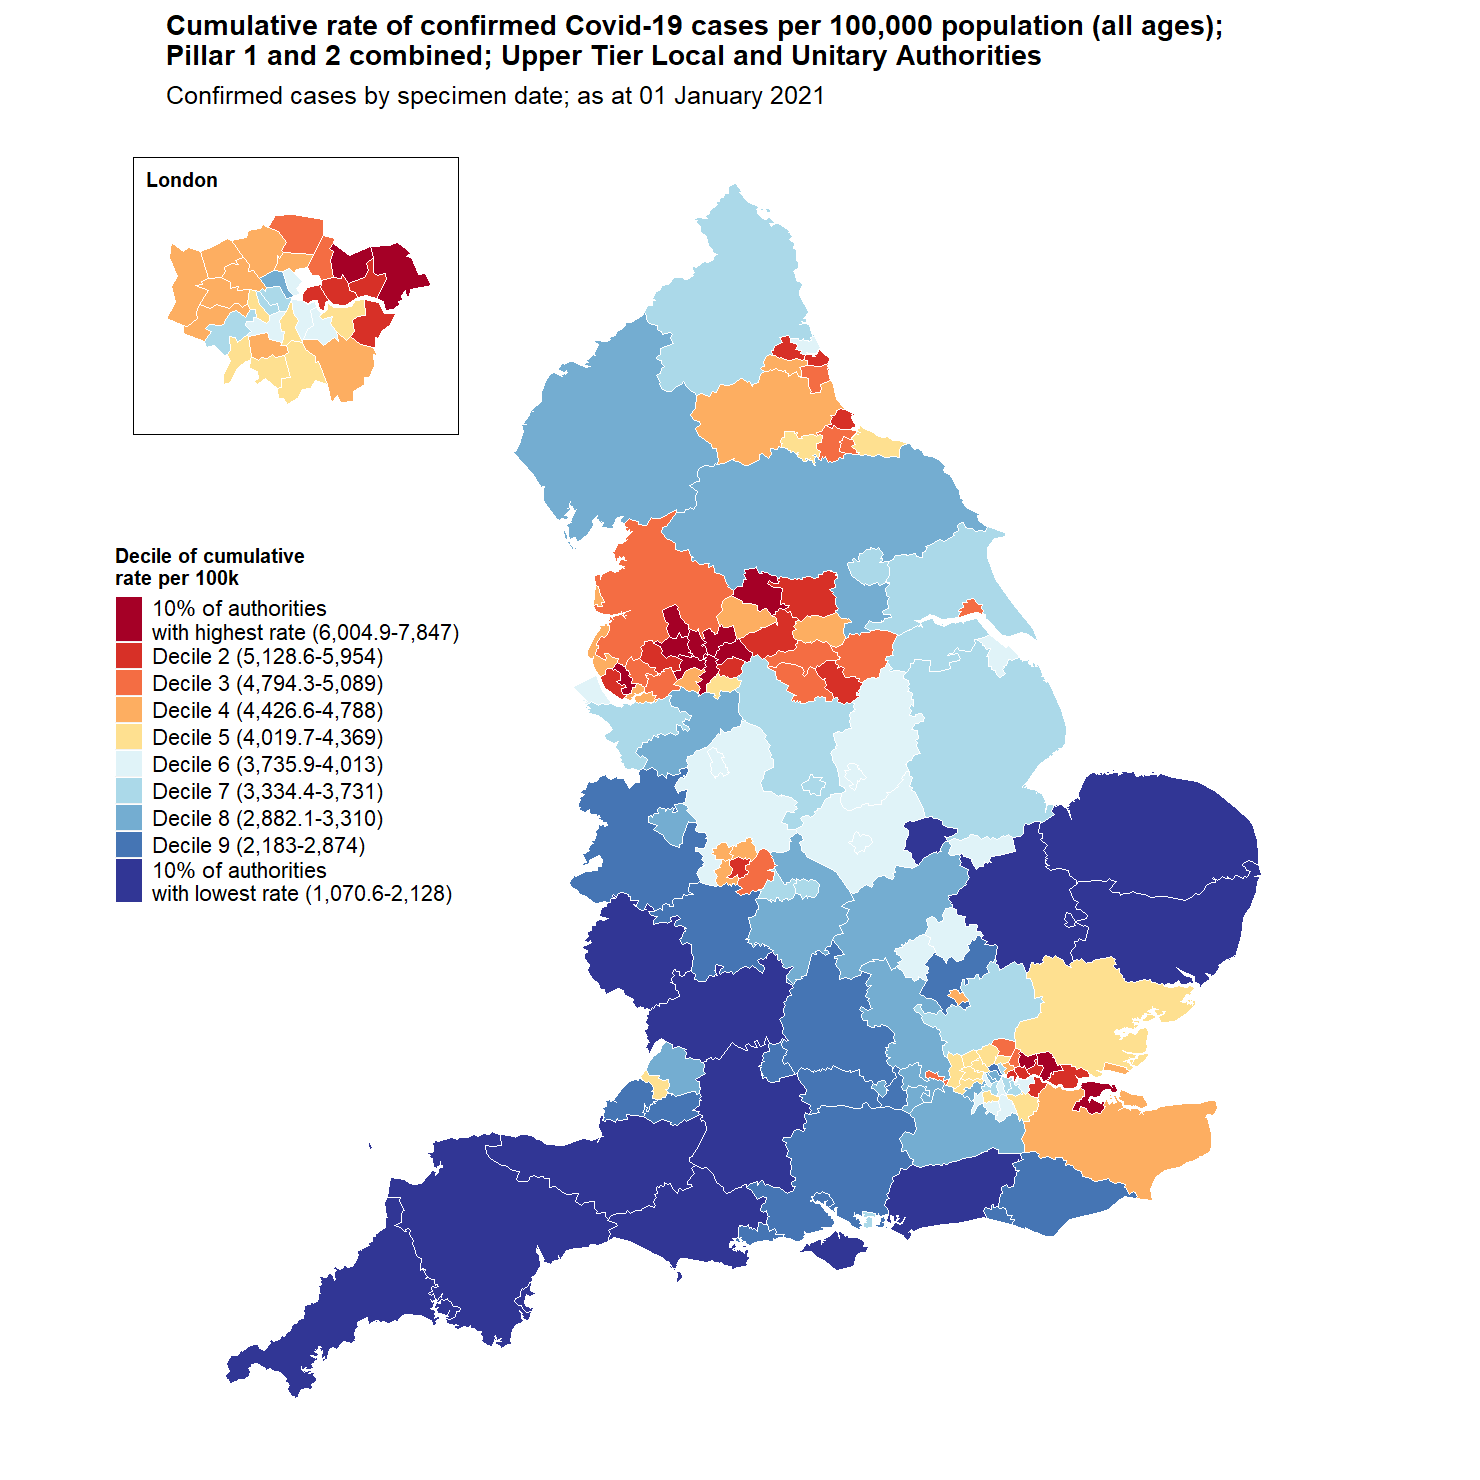 Cumulative rate of confirmed Covid-19 cases per 100,000 population (all ages);
Pillar 1 and 2 combined; Upper Tier Local and Unitary Authorities
Confirmed cases by specimen date; as at 01 January 2021
London
Decile of cumulative
rate per 100k
10% of authorities
with highest rate (6,004.9-7,847)
Decile 2 (5,128.6-5,954)
Decile 3 (4,794.3-5,089)
Decile 4 (4,426.6-4,788)
Decile 5 (4,019.7-4,369)
Decile 6 (3,735.9-4,013)
Decile 7 (3,334.4-3,731)
Decile 8 (2,882.1-3,310)
Decile 9 (2,183-2,874)
10% of authorities
with lowest rate (1,070.6-2,128)